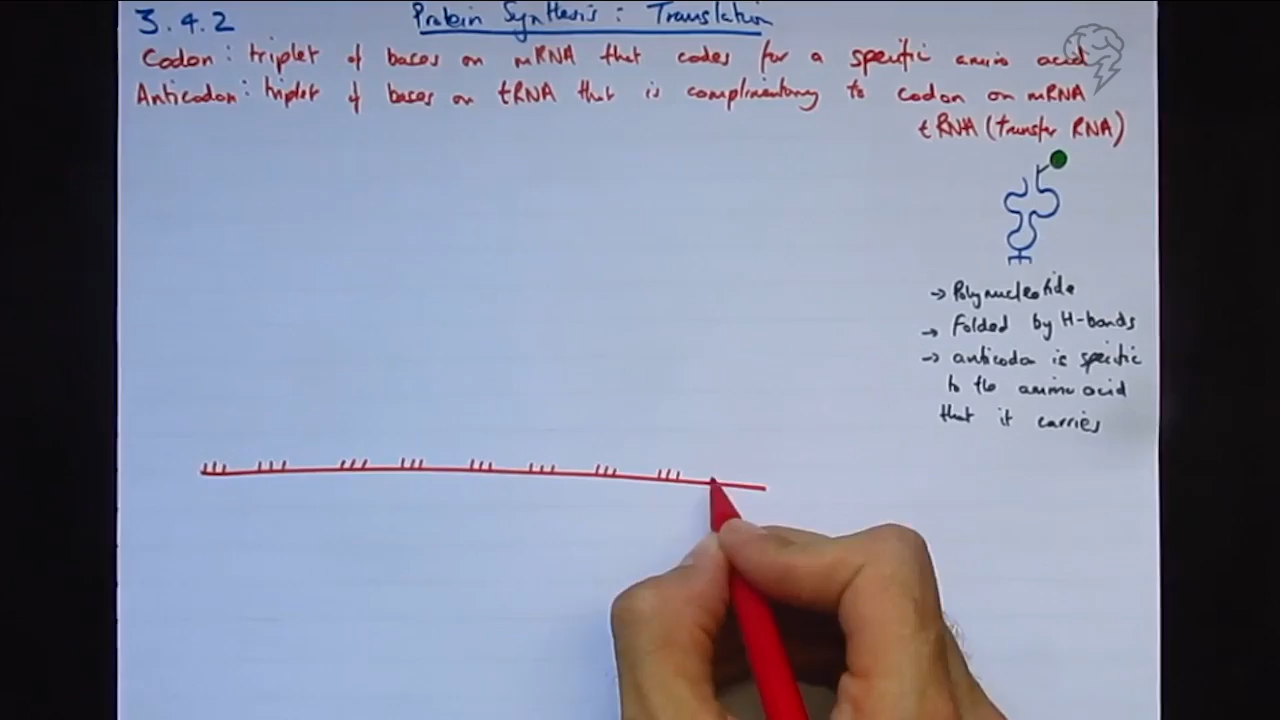 3.4.2 Protein Synthesis: Translation
Codon: triplet of bases on mRNA that codes for a specific amino acid
Anticodon: triplet of bases on tRNA that is complimentary to codon on mRNA
tRNA (transfer RNA)
→ Polynucleotide
→ Folded by H-bonds
→ anticodon is specific
to the amino acid
that it carries